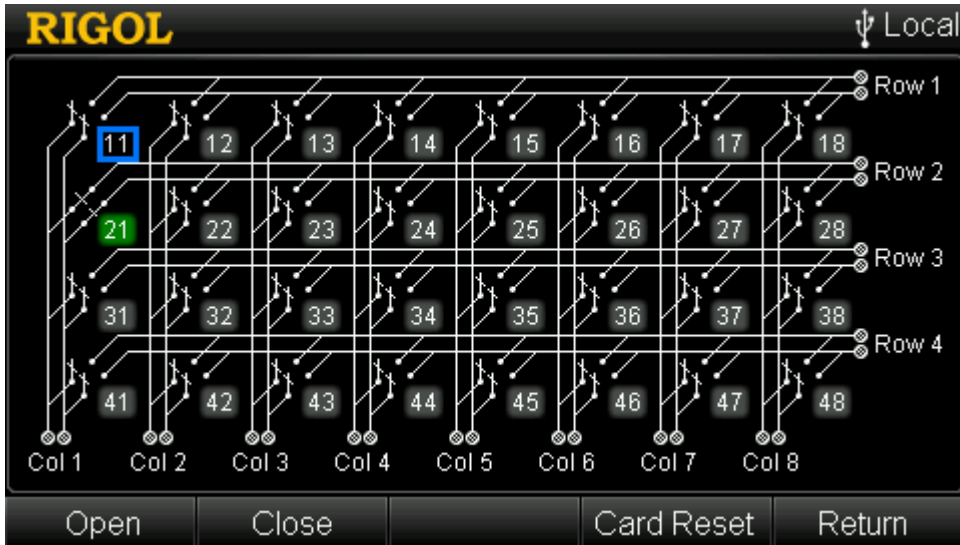 RIGOL Local
Row 1
11 12 13 14 15 16 17 18
Row 2
21 22 23 24 25 26 27 28
Row 3
31 32 33 34 35 36 37 38
Row 4
41 42 43 44 45 46 47 48
Col 1 Col 2 Col 3 Col 4 Col 5 Col 6 Col 7 Col 8
Open Close Card Reset Return